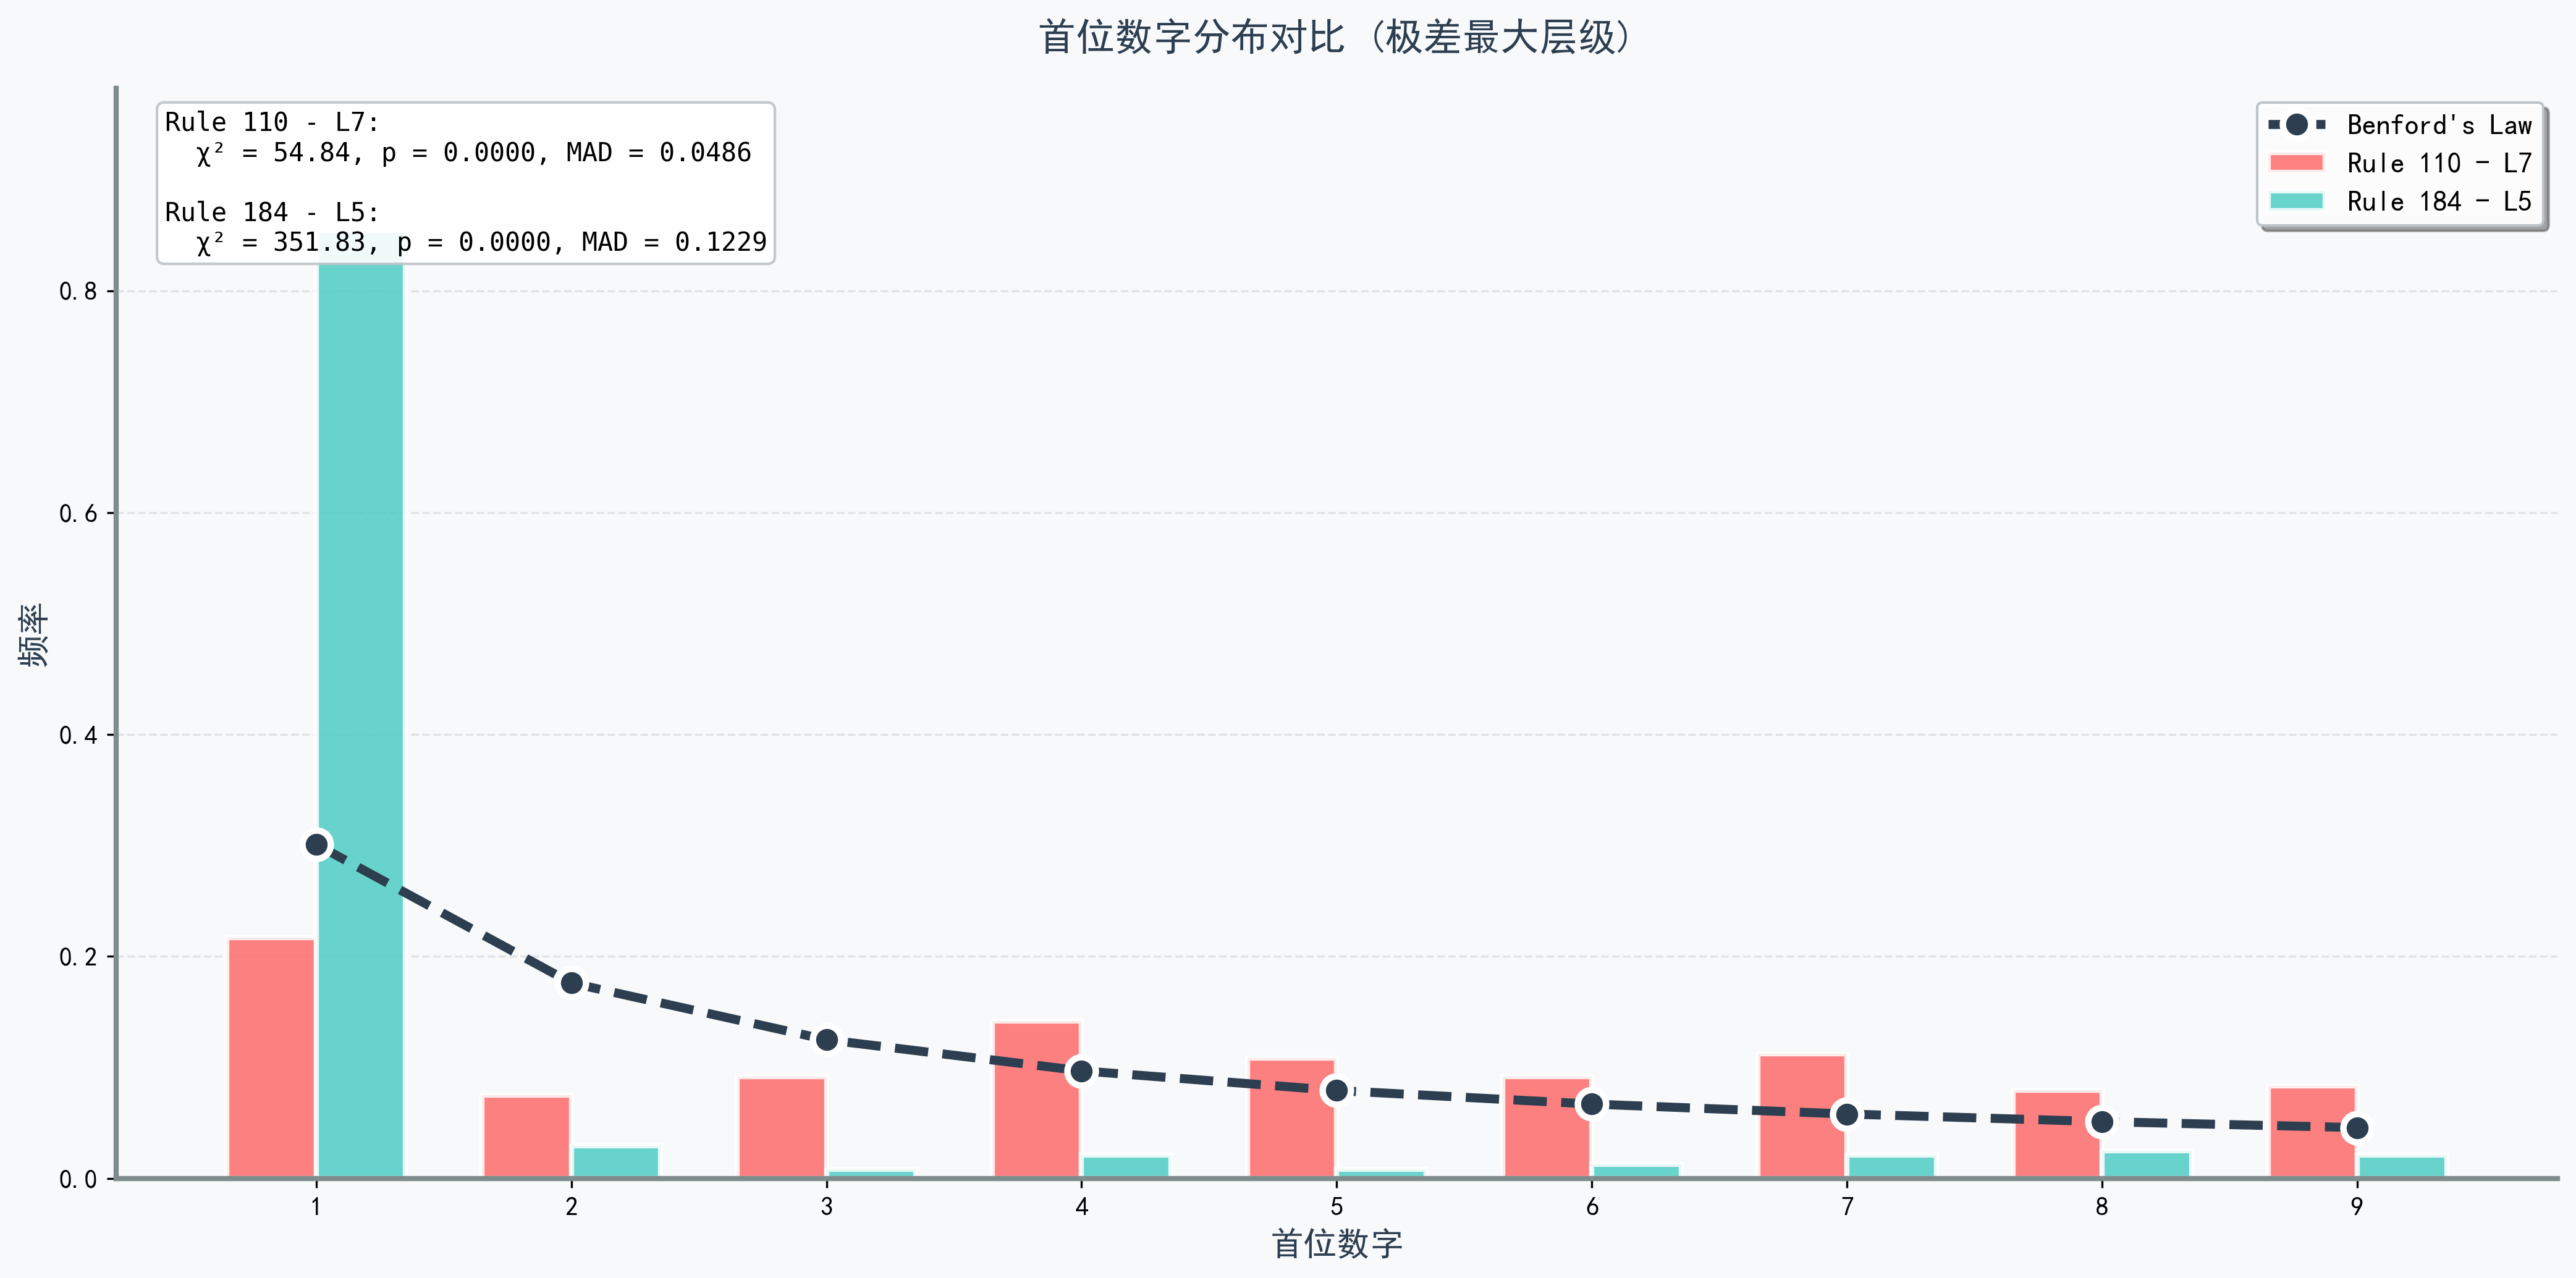 首位数字分布对比 (极差最大层级)
Rule 110 - L7:
χ² = 54.84, p = 0.0000, MAD = 0.0486
Rule 184 - L5:
χ² = 351.83, p = 0.0000, MAD = 0.1229
Benford's Law
Rule 110 - L7
Rule 184 - L5
频率
0.8
0.6
0.4
0.2
0.0
1 2 3 4 5 6 7 8 9
首位数字